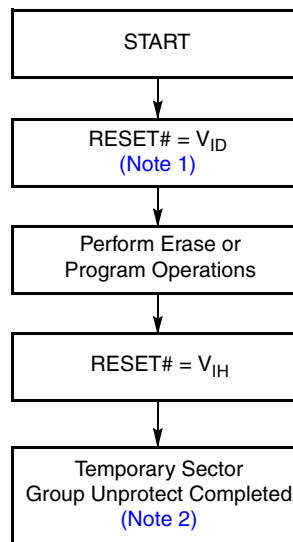 START
RESET# = VID
(Note 1)
Perform Erase or
Program Operations
RESET# = VIH
Temporary Sector
Group Unprotect Completed
(Note 2)